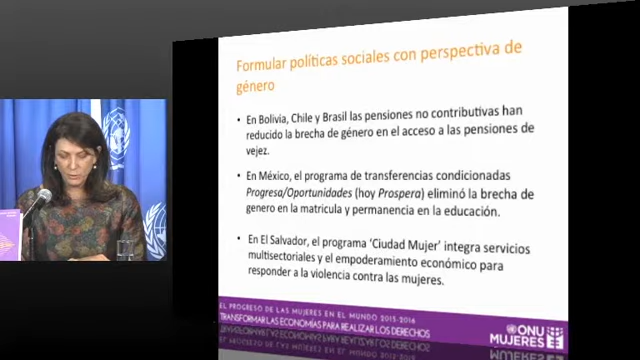 Formular políticas sociales con perspectiva de
género
• En Bolivia, Chile y Brasil las pensiones no contributivas han
reducido la brecha de género en el acceso a las pensiones de
vejez.
• En México, el programa de transferencias condicionadas
Progresa/Oportunidades (hoy Prospera) eliminó la brecha de
genero en la matricula y permanencia en la educación.
• En El Salvador, el programa ‘Ciudad Mujer’ integra servicios
multisectoriales y el empoderamiento económico para
responder a la violencia contra las mujeres.
EL PROGRESO DE LAS MUJERES EN EL MUNDO 2015-2016
TRANSFORMAR LAS ECONOMÍAS PARA REALIZAR LOS DERECHOS
ONU
MUJERES